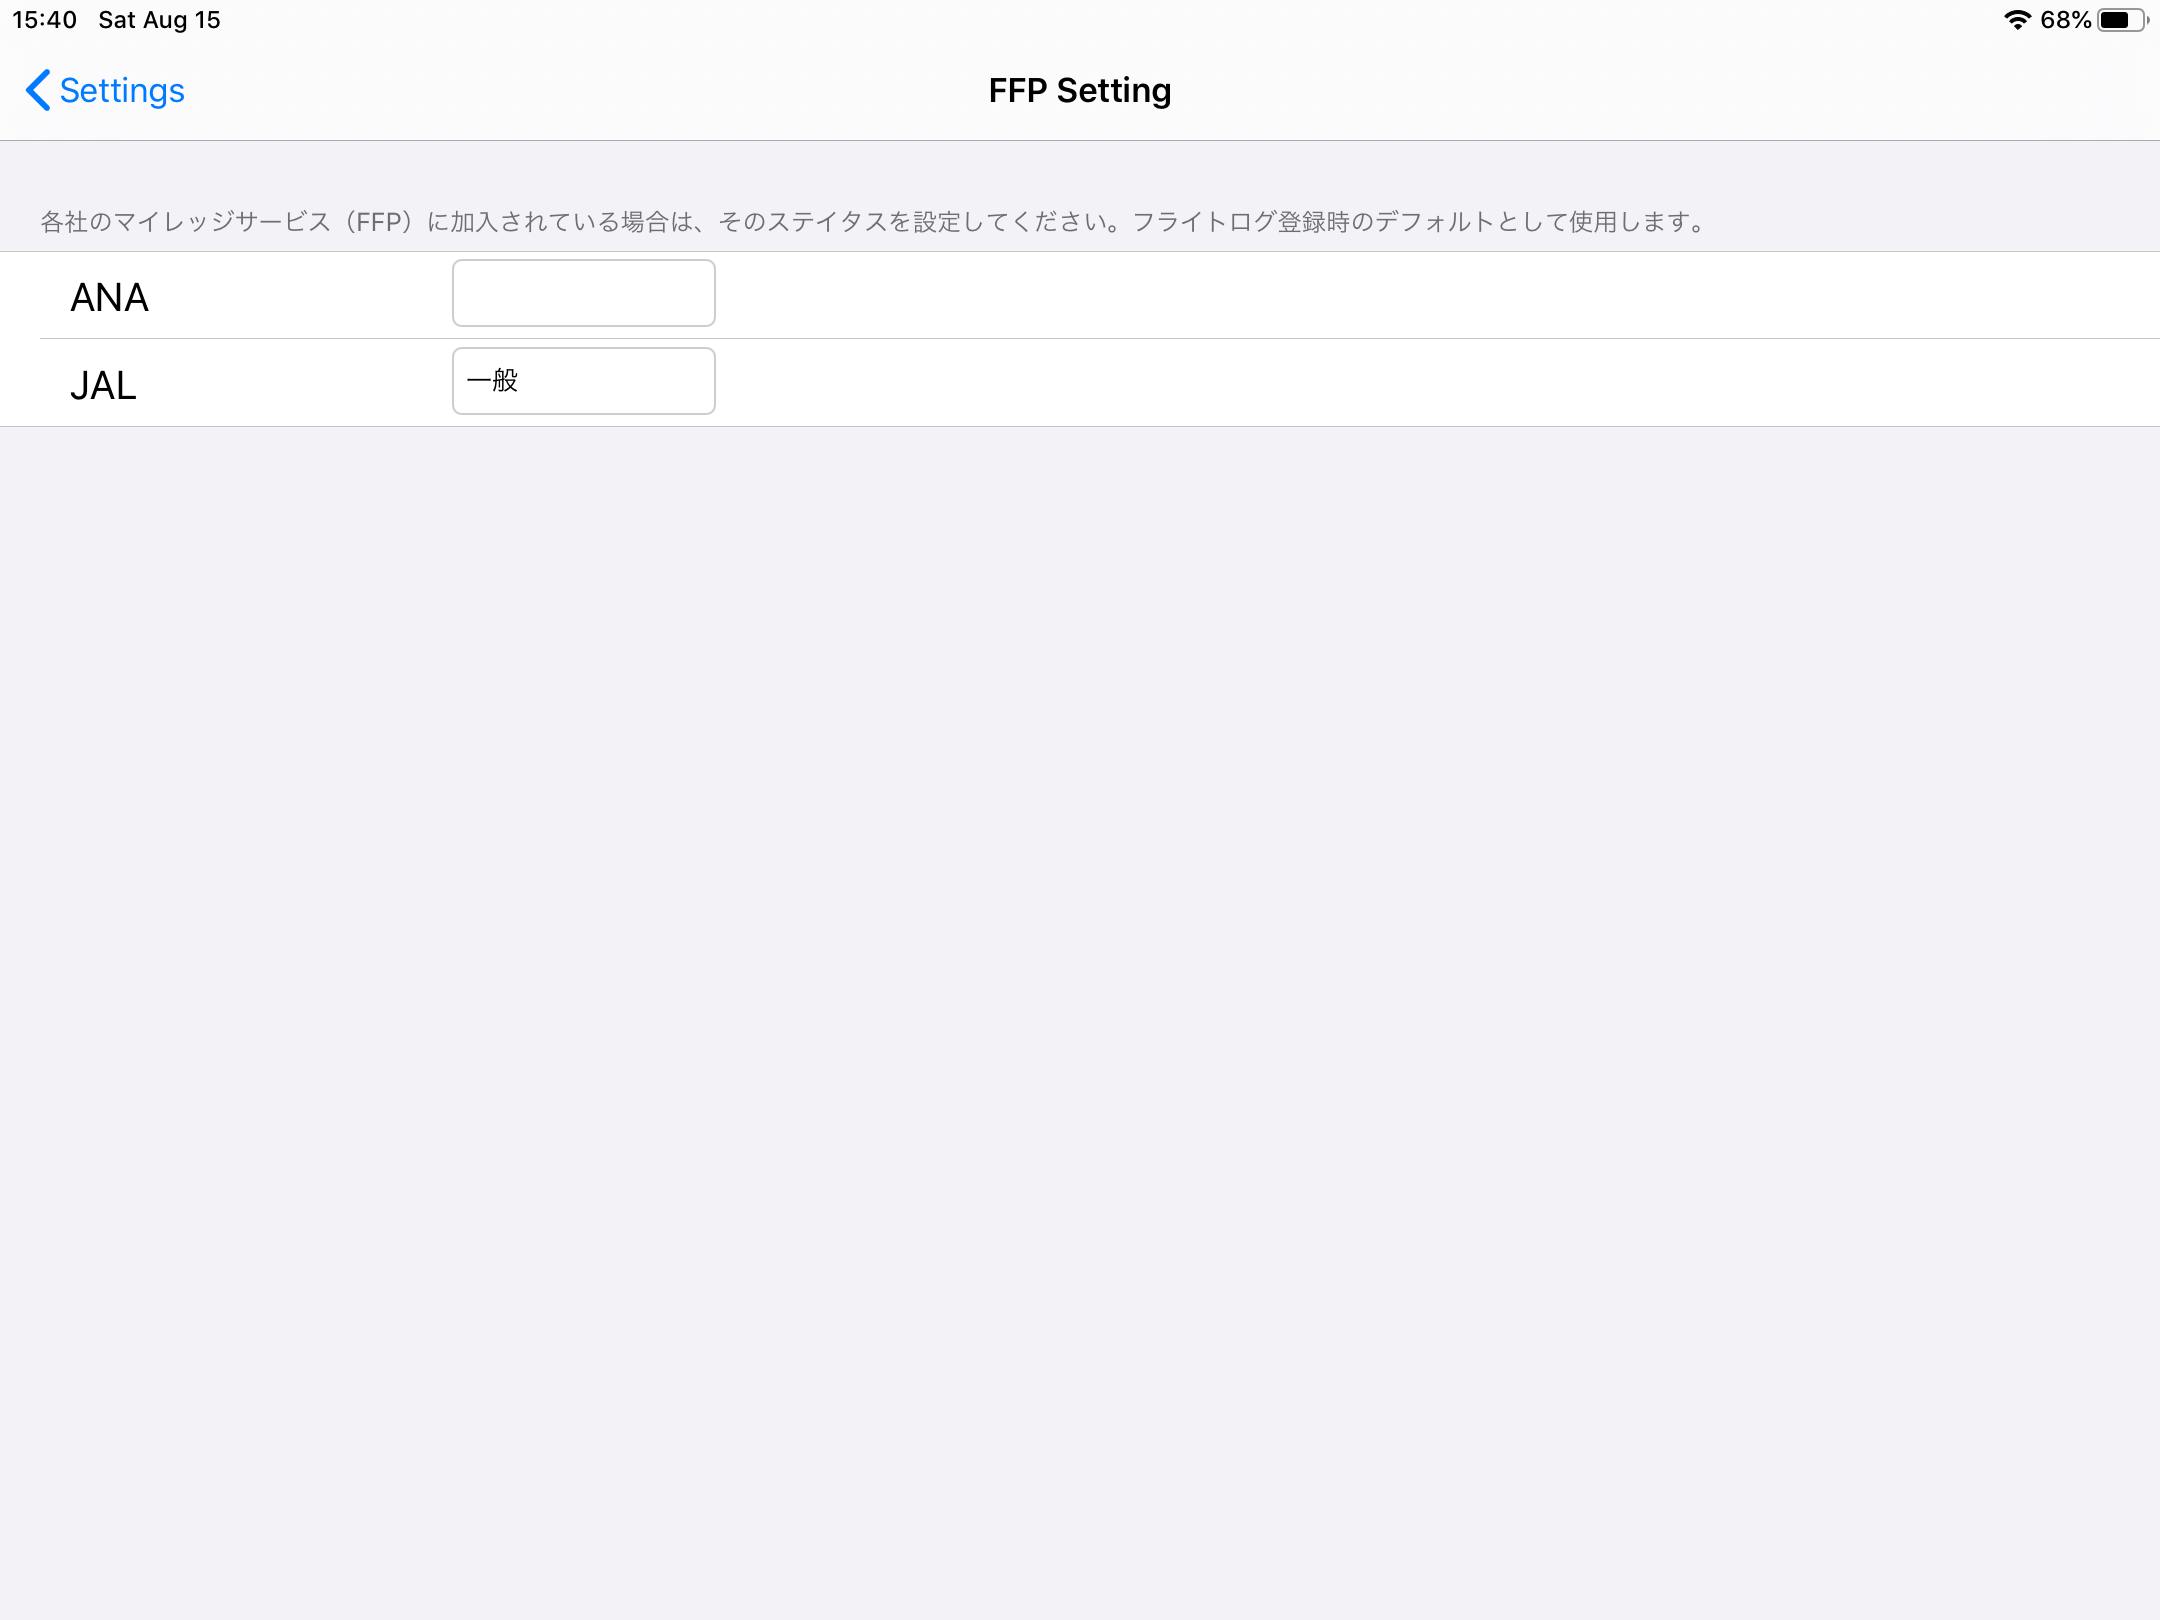 15:40 Sat Aug 15 68%
Settings FFP Setting
各社のマイレッジサービス（FFP）に加入されている場合は、そのステイタスを設定してください。フライトログ登録時のデフォルトとして使用します。
ANA
JAL 一般